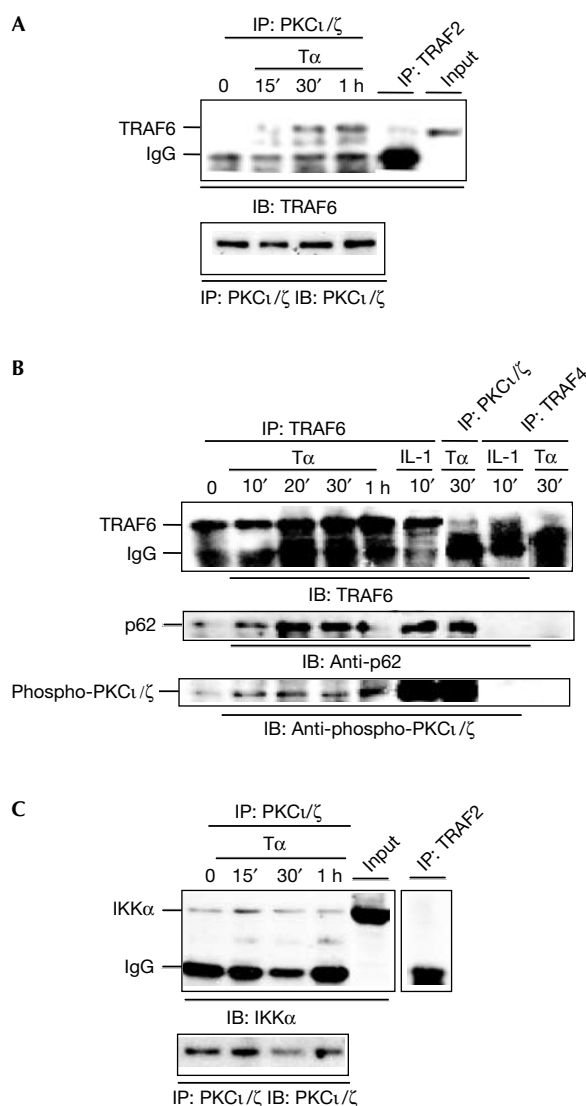 A
IP: PKCι/ζ
Tα
0 15′ 30′ 1 h
IP: TRAF2
Input
TRAF6
IgG
IB: TRAF6
IP: PKCι/ζ IB: PKCι/ζ
B
IP: TRAF6
IP: PKCι/ζ
IP: TRAF4
Tα IL-1 Tα IL-1 Tα
0 10′ 20′ 30′ 1 h 10′ 30′ 10′ 30′
TRAF6
IgG
IB: TRAF6
p62
IB: Anti-p62
Phospho-PKCι/ζ
IB: Anti-phospho-PKCι/ζ
C
IP: PKCι/ζ
Tα
0 15′ 30′ 1 h
Input
IP: TRAF2
IKKα
IgG
IB: IKKα
IP: PKCι/ζ IB: PKCι/ζ